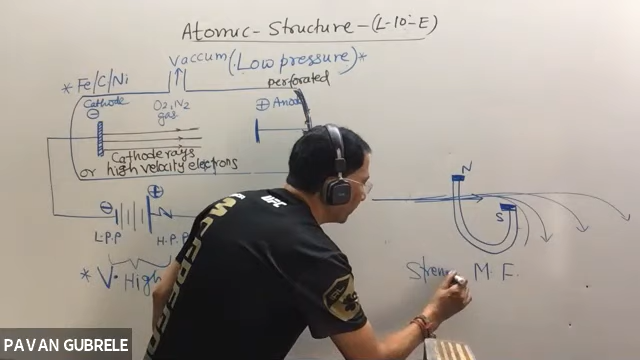 Atomic-Structure-(L-10-E)
Vaccum (Low pressure)*
perforated
* Fe/C/Ni
Cathode
O2, N2
gas
Anode
Cathode rays
or high velocity electrons
L.P.P
H.P.P
* V. High
N
S
M. F.
UFC
PAVAN GUBRELE